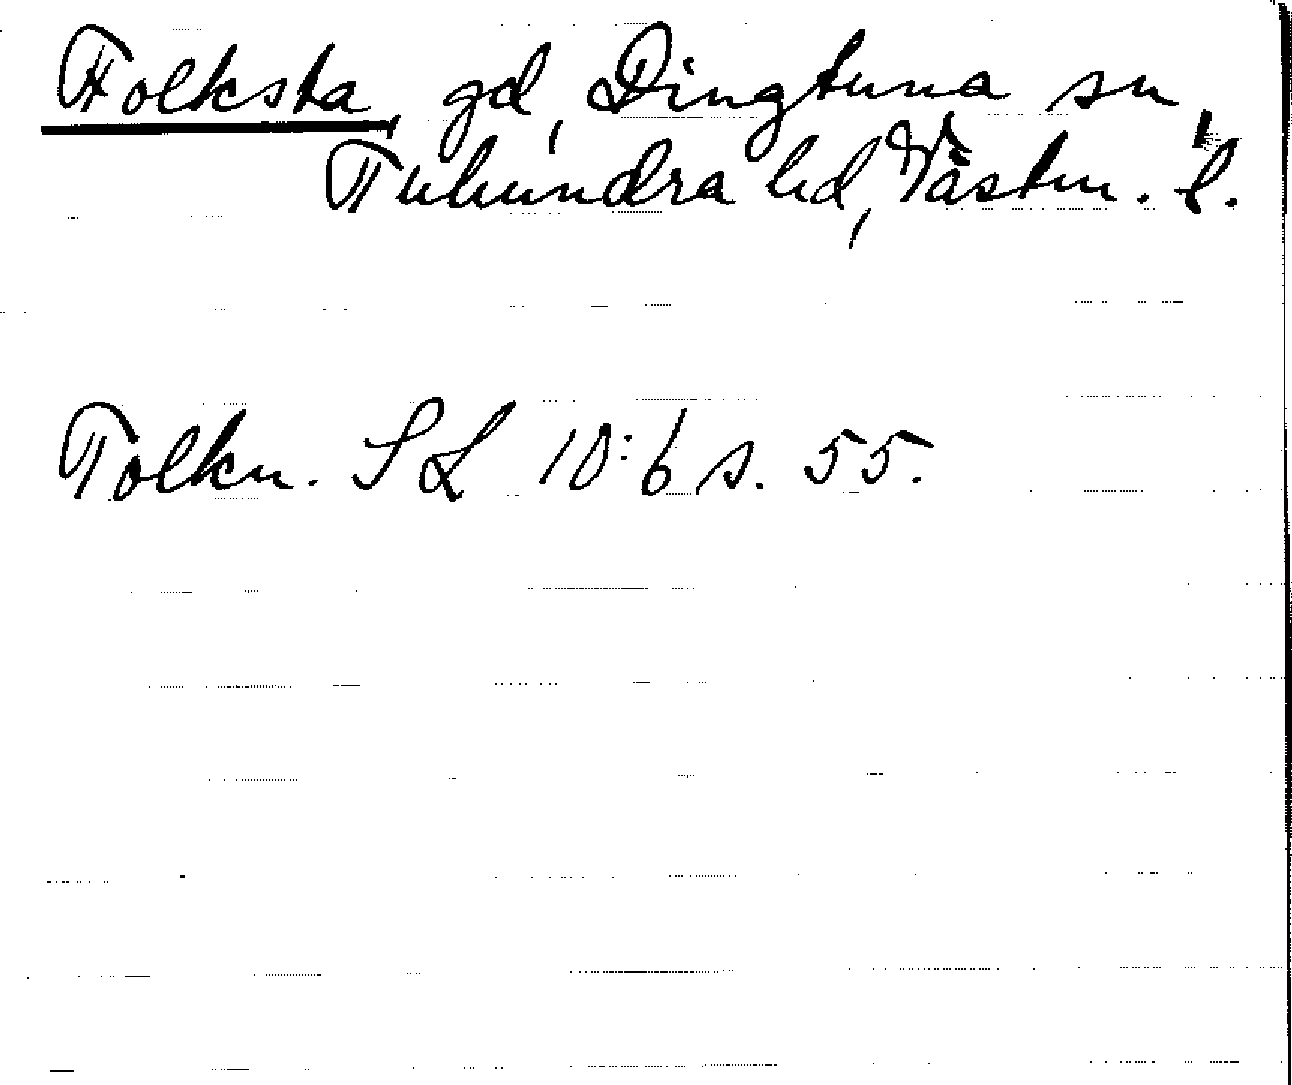 Folksta, gd, Dingtuna sn,
Tuhundra hd, Västm. l.
Tolkn. SL 10:6 s. 55.